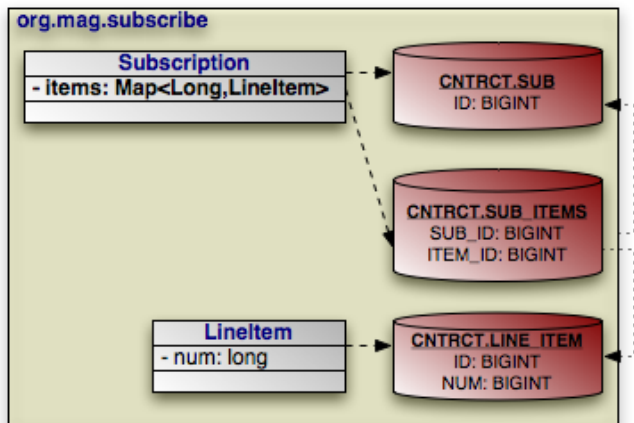 org.mag.subscribe
Subscription
- items: Map<Long,LineItem>
CNTRCT.SUB
ID: BIGINT
CNTRCT.SUB_ITEMS
SUB_ID: BIGINT
ITEM_ID: BIGINT
LineItem
- num: long
CNTRCT.LINE_ITEM
ID: BIGINT
NUM: BIGINT